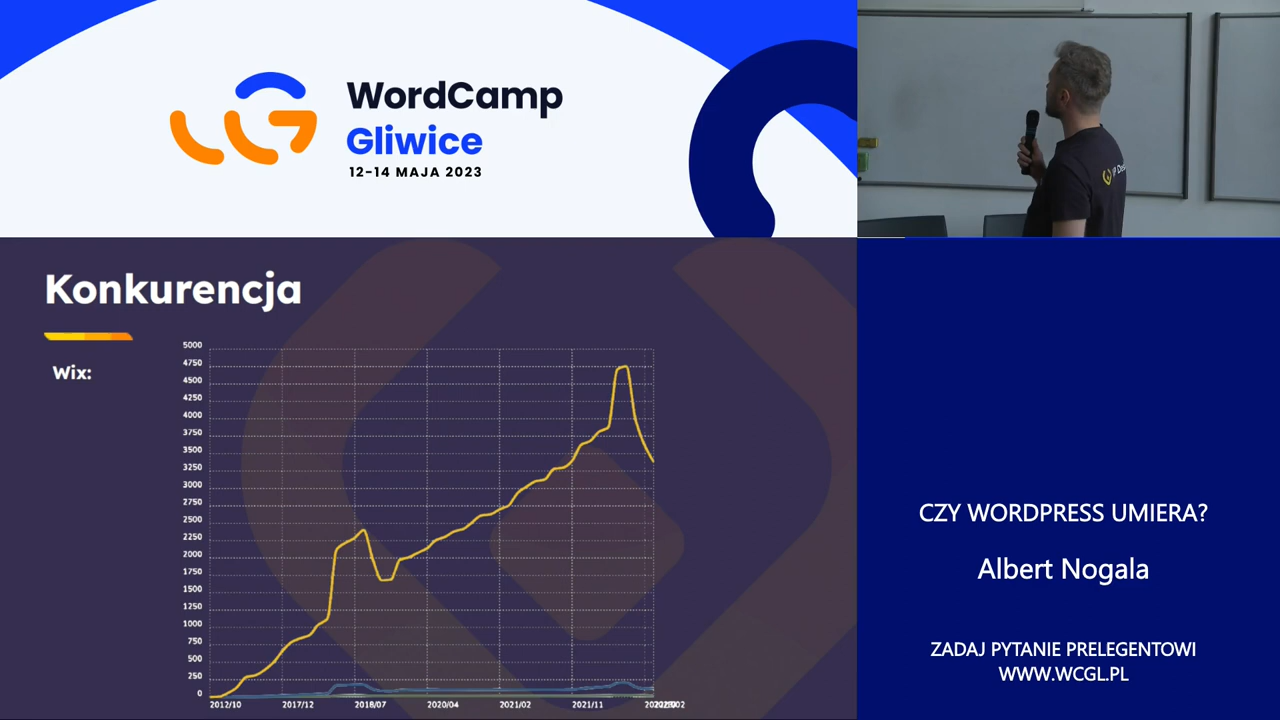 WordCamp
Gliwice
12-14 MAJA 2023
Konkurencja
Wix:
5000
4750
4500
4250
4000
3750
3500
3250
3000
2750
2500
2250
2000
1750
1500
1250
1000
750
500
250
0
2012/10 2017/12 2018/07 2020/04 2021/02 2021/11
CZY WORDPRESS UMIERA?
Albert Nogala
ZADAJ PYTANIE PRELEGENTOWI
WWW.WCGL.PL